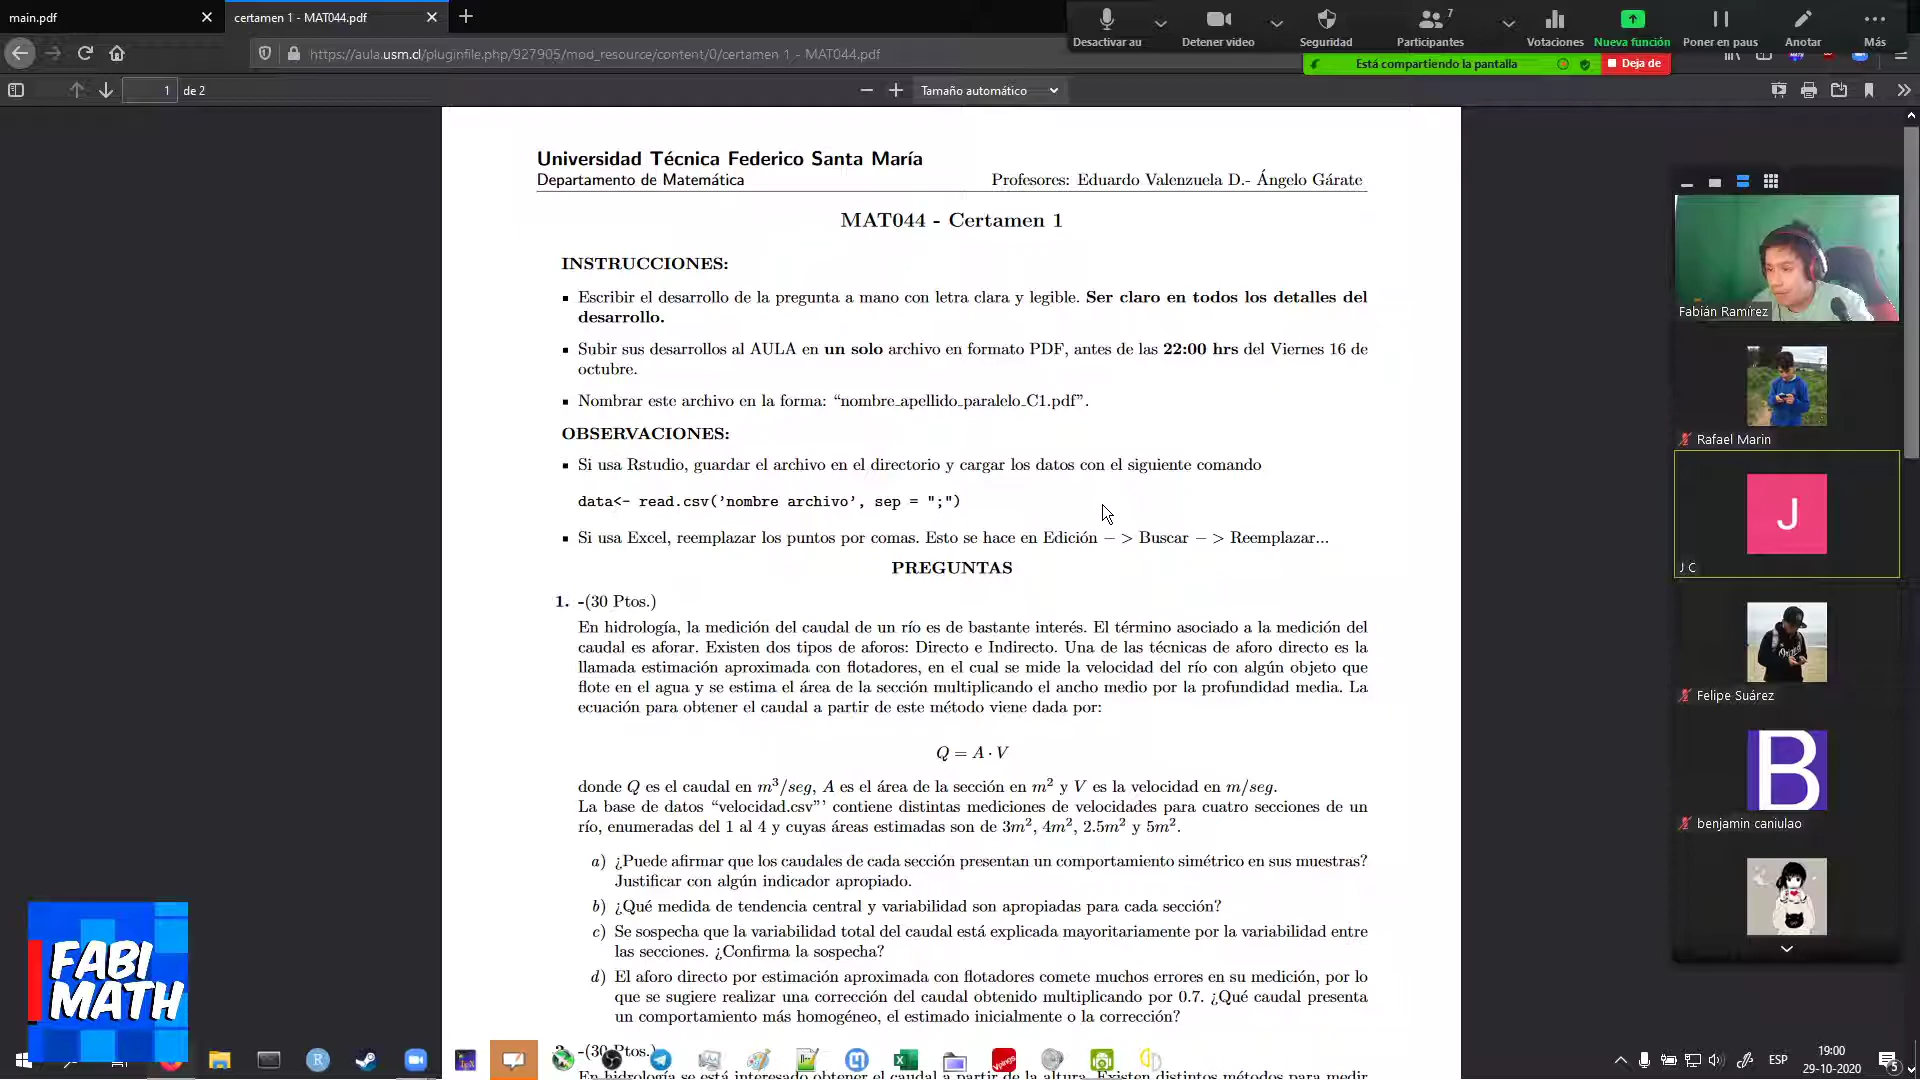 main.pdf
certamen 1 - MAT044.pdf
https://aula.usm.cl/pluginfile.php/927905/mod_resource/content/0/certamen 1 - MAT044.pdf
Desactivar au
Detener video
Seguridad
7
Participantes
Votaciones
Nueva función
Poner en paus
Anotar
Más
Está compartiendo la pantalla
Deja de
1 de 2
Tamaño automático
Universidad Técnica Federico Santa María
Departamento de Matemática
Profesores: Eduardo Valenzuela D.- Ángelo Gárate
MAT044 - Certamen 1
INSTRUCCIONES:
Escribir el desarrollo de la pregunta a mano con letra clara y legible. Ser claro en todos los detalles del
desarrollo.
Subir sus desarrollos al AULA en un solo archivo en formato PDF, antes de las 22:00 hrs del Viernes 16 de
octubre.
Nombrar este archivo en la forma: “nombre_apellido_paralelo_C1.pdf”.
OBSERVACIONES:
Si usa Rstudio, guardar el archivo en el directorio y cargar los datos con el siguiente comando
data<- read.csv('nombre archivo', sep = ";")
Si usa Excel, reemplazar los puntos por comas. Esto se hace en Edición − > Buscar − > Reemplazar...
PREGUNTAS
1. -(30 Ptos.)
En hidrología, la medición del caudal de un río es de bastante interés. El término asociado a la medición del
caudal es aforar. Existen dos tipos de aforos: Directo e Indirecto. Una de las técnicas de aforo directo es la
llamada estimación aproximada con flotadores, en el cual se mide la velocidad del río con algún objeto que
flote en el agua y se estima el área de la sección multiplicando el ancho medio por la profundidad media. La
ecuación para obtener el caudal a partir de este método viene dada por:
Q = A · V
donde Q es el caudal en m³/seg, A es el área de la sección en m² y V es la velocidad en m/seg.
La base de datos “velocidad.csv”' contiene distintas mediciones de velocidades para cuatro secciones de un
río, enumeradas del 1 al 4 y cuyas áreas estimadas son de 3m², 4m², 2.5m² y 5m².
a) ¿Puede afirmar que los caudales de cada sección presentan un comportamiento simétrico en sus muestras?
Justificar con algún indicador apropiado.
b) ¿Qué medida de tendencia central y variabilidad son apropiadas para cada sección?
c) Se sospecha que la variabilidad total del caudal está explicada mayoritariamente por la variabilidad entre
las secciones. ¿Confirma la sospecha?
d) El aforo directo por estimación aproximada con flotadores comete muchos errores en su medición, por lo
que se sugiere realizar una corrección del caudal obtenido multiplicando por 0.7. ¿Qué caudal presenta
un comportamiento más homogéneo, el estimado inicialmente o la corrección?
-(30 Ptos.)
En hidrología se está interesado obtener el caudal a partir de la altura. Existen distintos métodos para medir
Fabián Ramírez
Rafael Marin
J
J C
Felipe Suárez
B
benjamin caniulao
FABI
MATH
ESP
19:00
29-10-2020
5